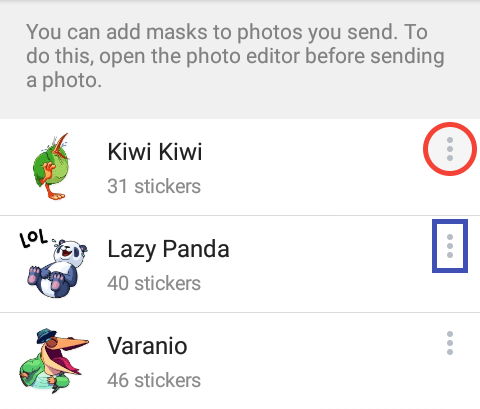 You can add masks to photos you send. To
do this, open the photo editor before sending
a photo.
Kiwi Kiwi
31 stickers
LOL
Lazy Panda
40 stickers
Varanio
46 stickers